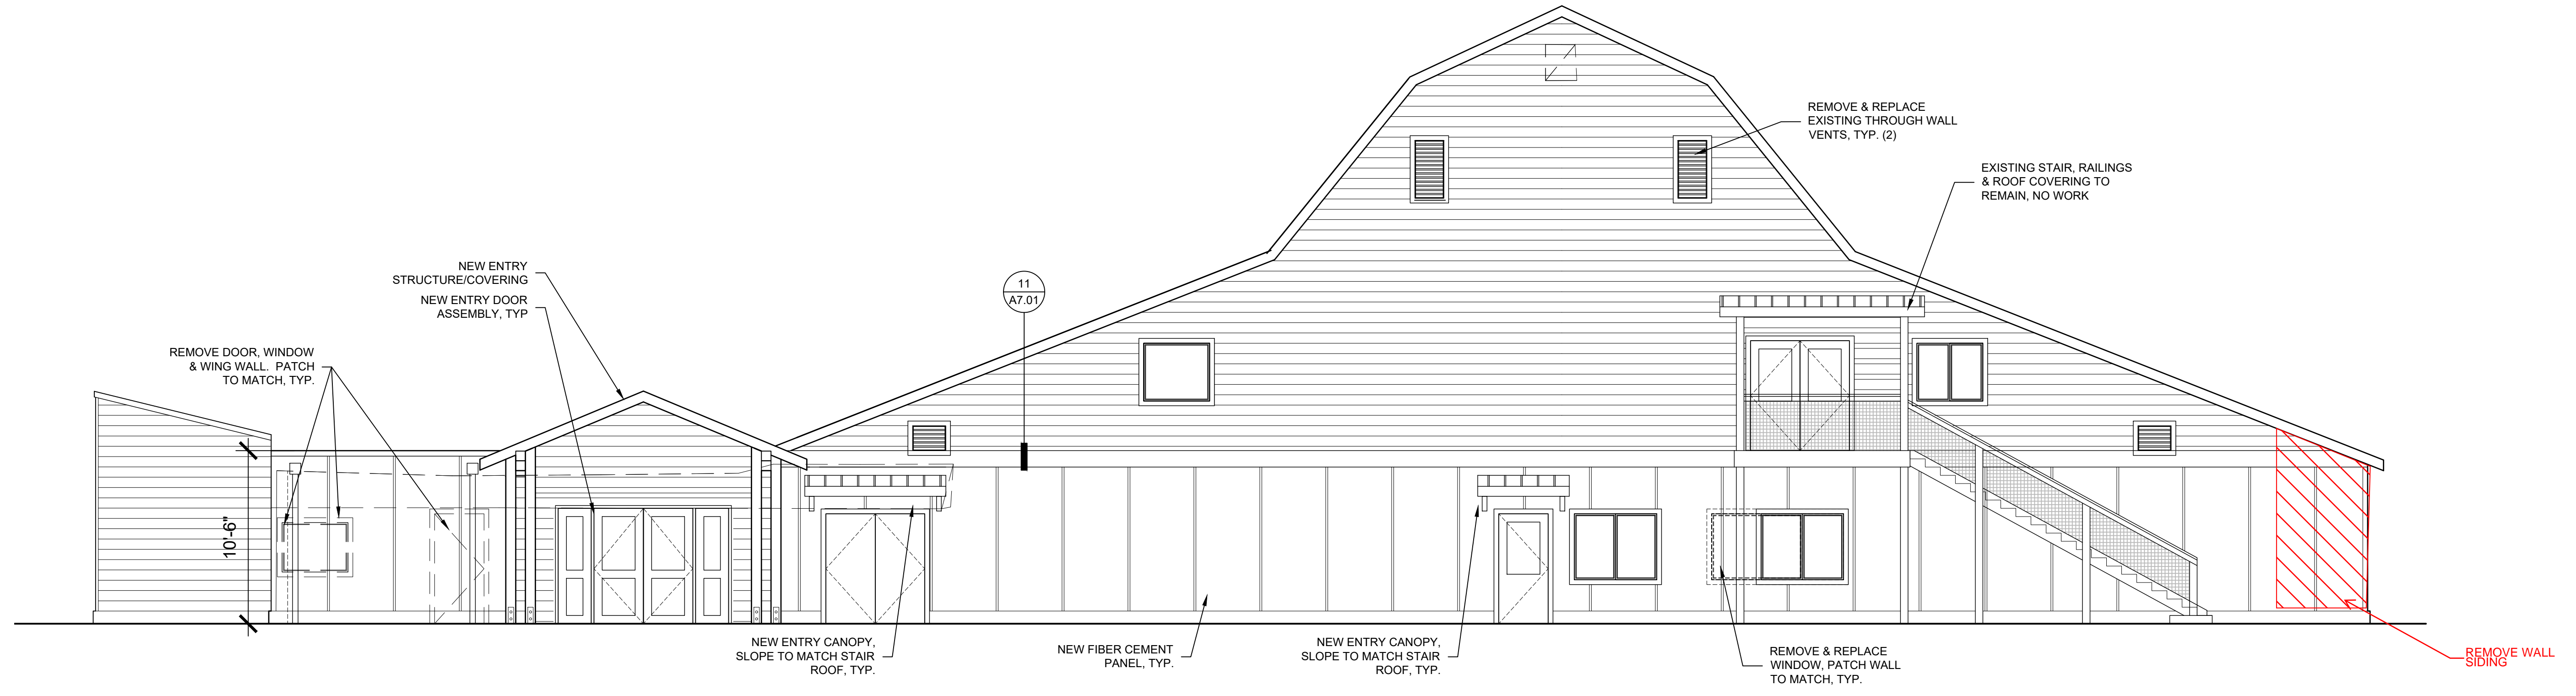 REMOVE & REPLACE
EXISTING THROUGH WALL
VENTS, TYP. (2)
EXISTING STAIR, RAILINGS
& ROOF COVERING TO
REMAIN, NO WORK
NEW ENTRY
STRUCTURE/COVERING
NEW ENTRY DOOR
ASSEMBLY, TYP
11
A7.01
REMOVE DOOR, WINDOW
& WING WALL. PATCH
TO MATCH, TYP.
10'-6"
NEW ENTRY CANOPY,
SLOPE TO MATCH STAIR
ROOF, TYP.
NEW FIBER CEMENT
PANEL, TYP.
NEW ENTRY CANOPY,
SLOPE TO MATCH STAIR
ROOF, TYP.
REMOVE & REPLACE
WINDOW, PATCH WALL
TO MATCH, TYP.
REMOVE WALL
SIDING